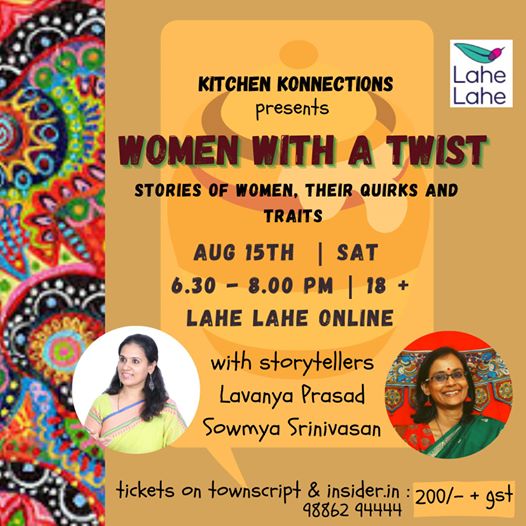 Lahe
Lahe
KITCHEN KONNECTIONS
presents
WOMEN WITH A TWIST
STORIES OF WOMEN, THEIR QUIRKS AND
TRAITS
AUG 15TH | SAT
6.30 – 8.00 PM | 18 +
LAHE LAHE ONLINE
with storytellers
Lavanya Prasad
Sowmya Srinivasan
tickets on townscript & insider.in : 200/- + gst
98862 94444